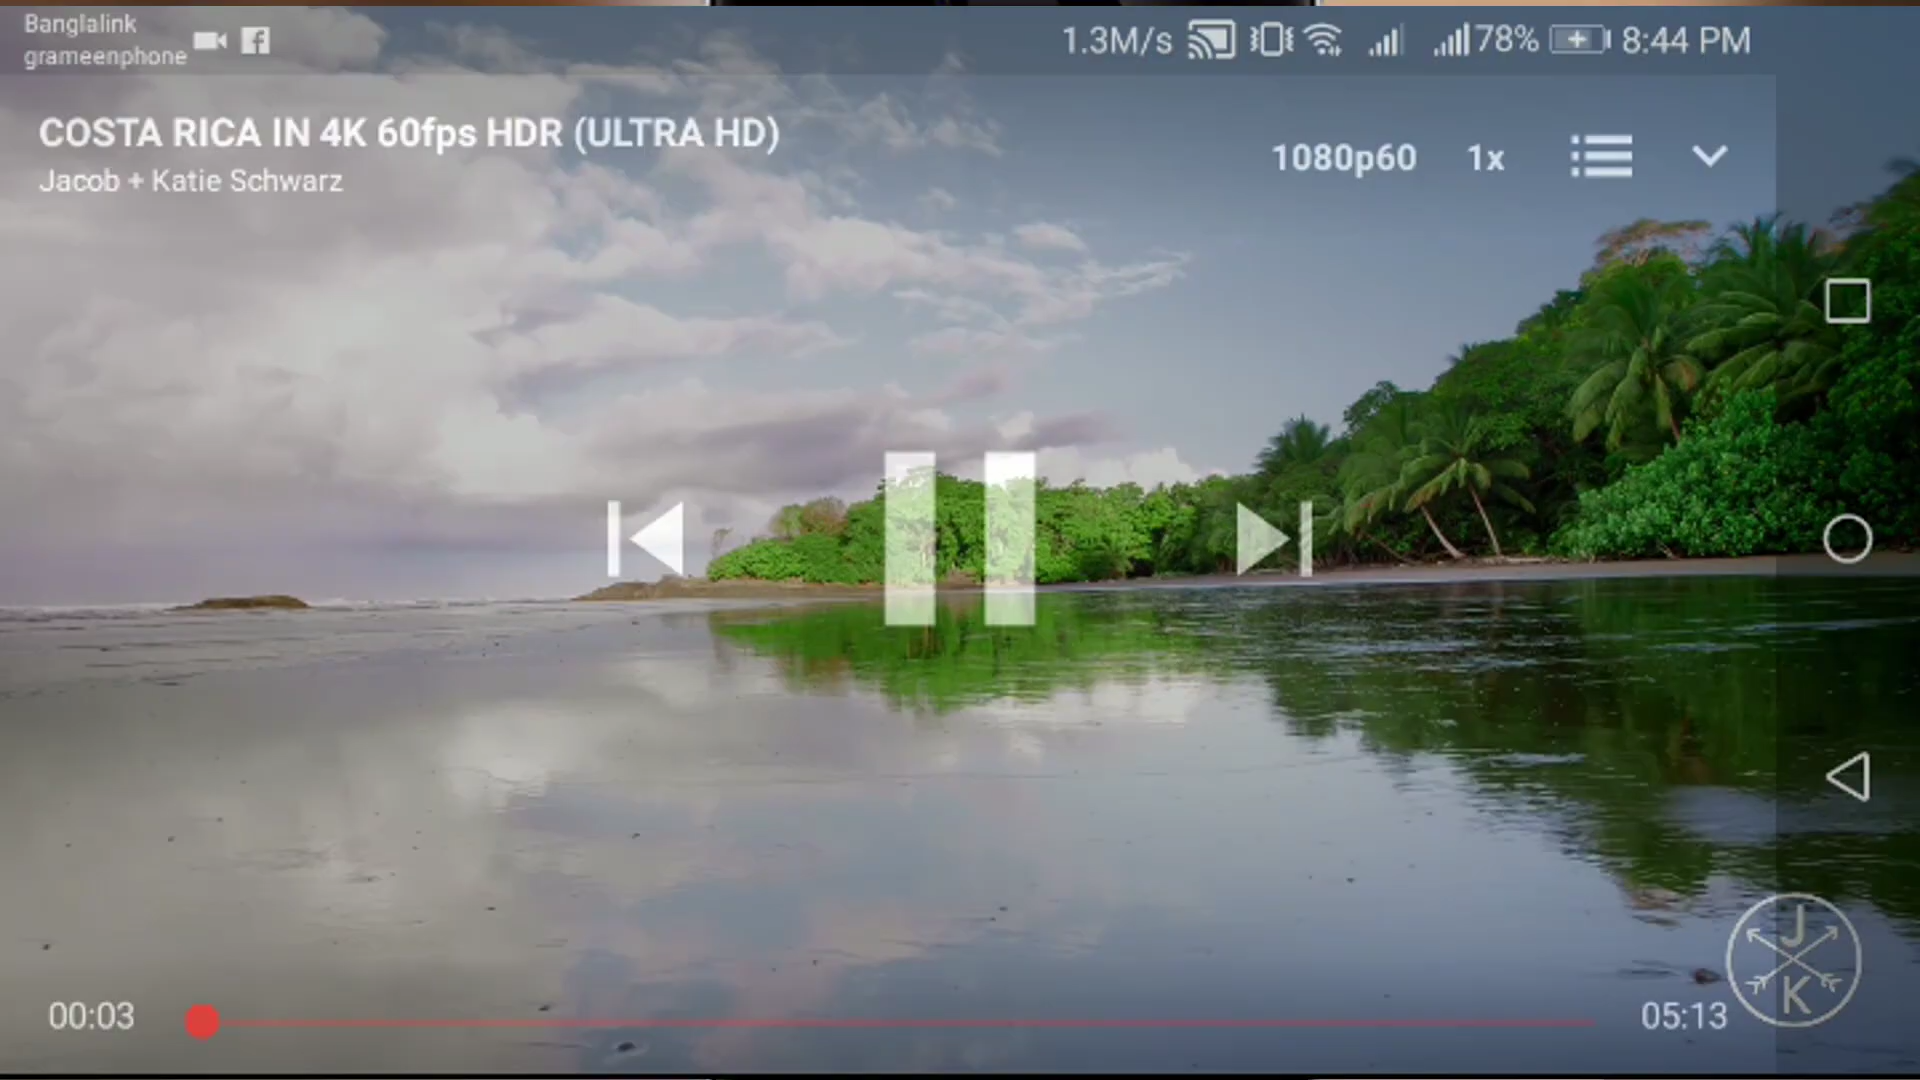 Banglalink
grameenphone
1.3M/s 78% 8:44 PM
COSTA RICA IN 4K 60fps HDR (ULTRA HD)
Jacob + Katie Schwarz
1080p60 1x
J
K
00:03 05:13